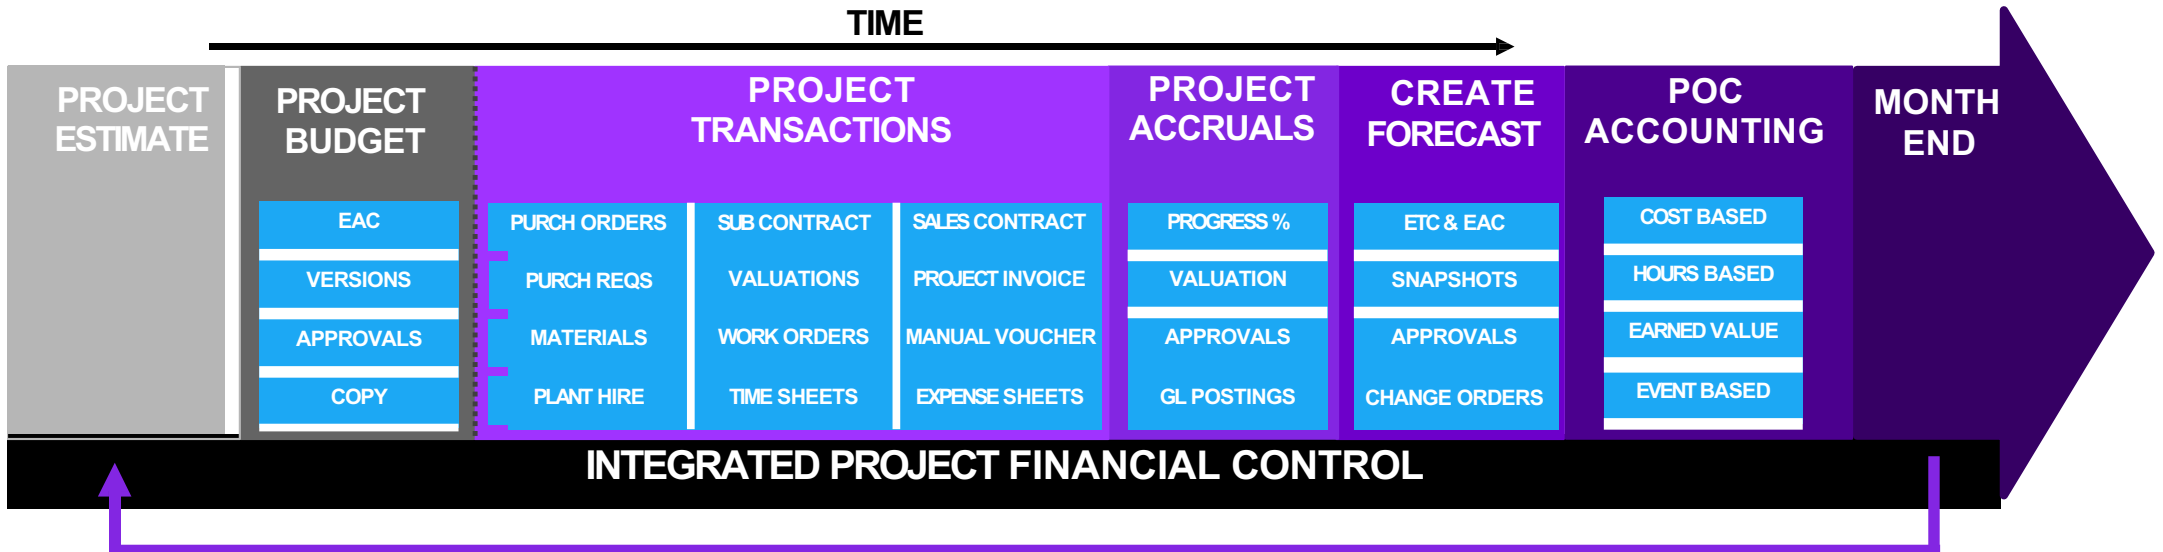 TIME
PROJECT
ESTIMATE
PROJECT
BUDGET
PROJECT
TRANSACTIONS
PROJECT
ACCRUALS
CREATE
FORECAST
POC
ACCOUNTING
MONTH
END
EAC
VERSIONS
APPROVALS
COPY
PURCH ORDERS
PURCH REQS
MATERIALS
PLANT HIRE
SUB CONTRACT
VALUATIONS
WORK ORDERS
TIME SHEETS
SALES CONTRACT
PROJECT INVOICE
MANUAL VOUCHER
EXPENSE SHEETS
PROGRESS %
VALUATION
APPROVALS
GL POSTINGS
ETC & EAC
SNAPSHOTS
APPROVALS
CHANGE ORDERS
COST BASED
HOURS BASED
EARNED VALUE
EVENT BASED
INTEGRATED PROJECT FINANCIAL CONTROL